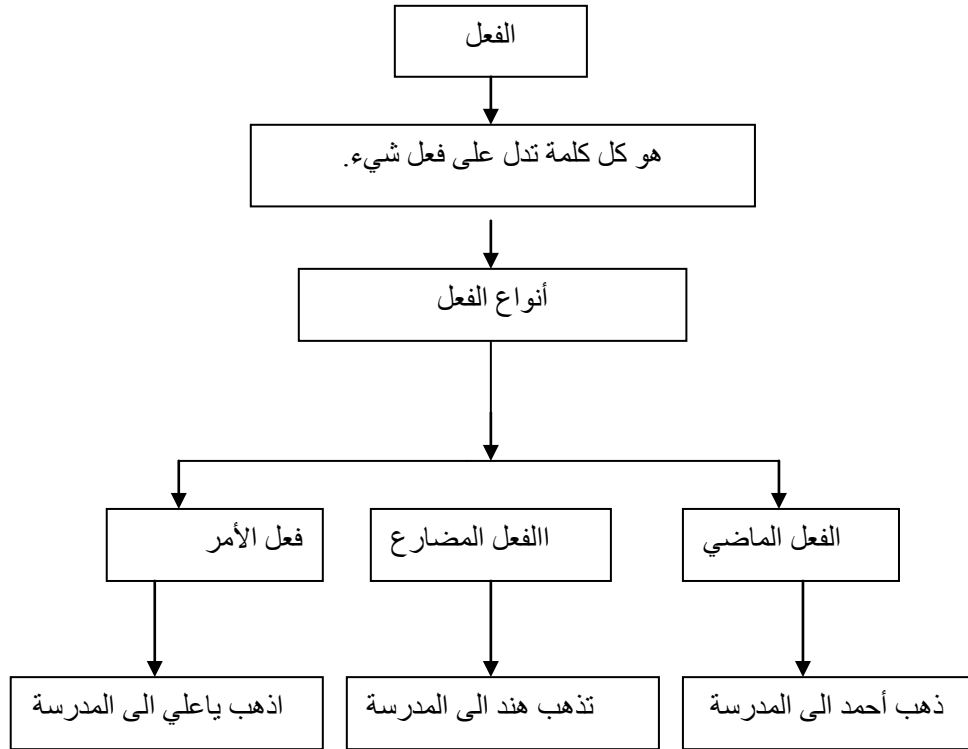 الفعل
هو كل كلمة تدل على فعل شيء.
أنواع الفعل
الفعل الماضي
االفعل المضارع
فعل الأمر
ذهب أحمد الى المدرسة
تذهب هند الى المدرسة
اذهب ياعلي الى المدرسة